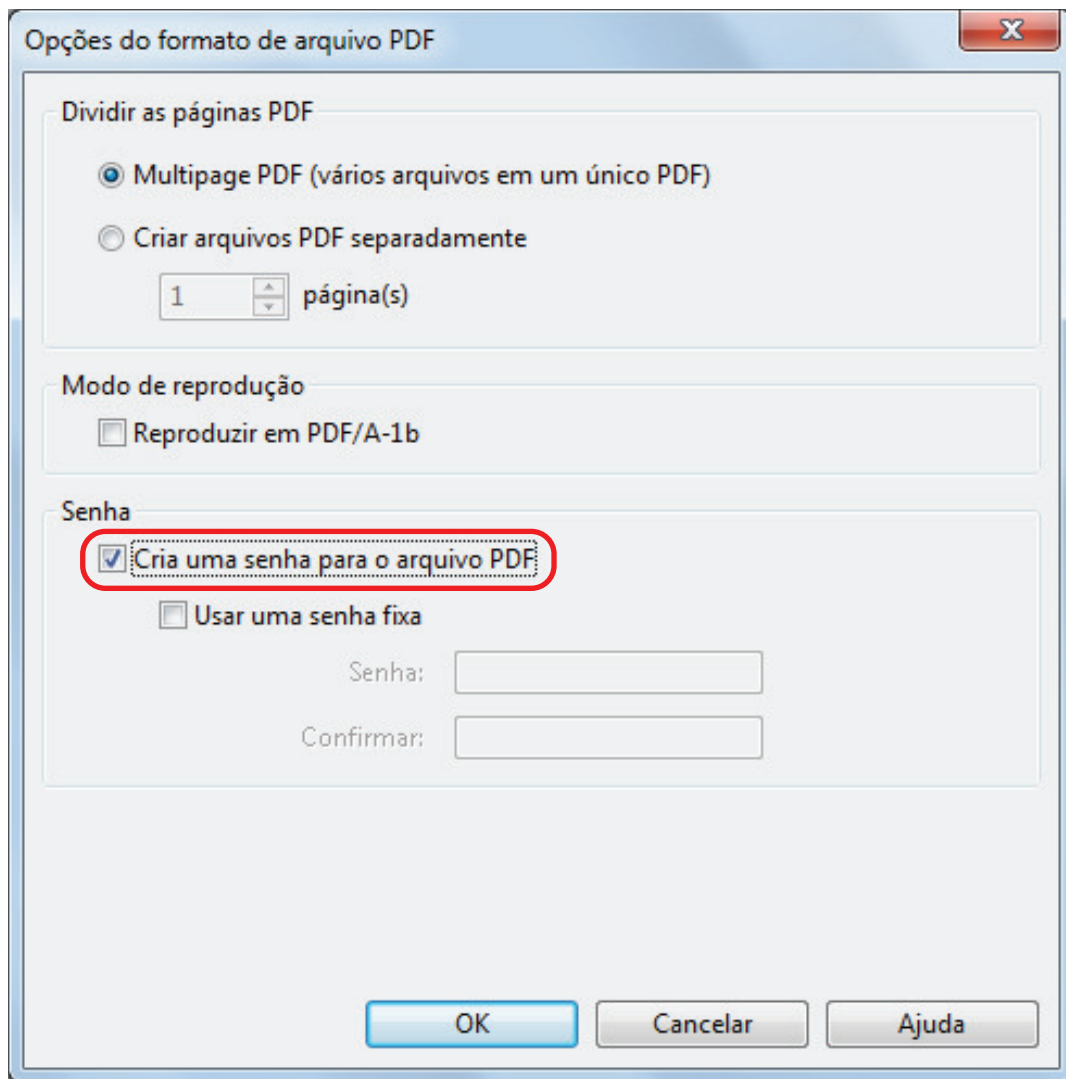 Opções do formato de arquivo PDF
Dividir as páginas PDF
Multipage PDF (vários arquivos em um único PDF)
Criar arquivos PDF separadamente
1 página(s)
Modo de reprodução
Reproduzir em PDF/A-1b
Senha
Cria uma senha para o arquivo PDF
Usar uma senha fixa
Senha:
Confirmar:
OK Cancelar Ajuda